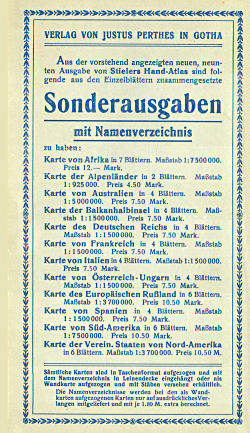 VERLAG VON JUSTUS PERTHES IN GOTHA
Aus der vorstehend angezeigten neuen, neun-
ten Ausgabe von Stielers Hand-Atlas sind fol-
gende aus den Einzelblättern zusammengesetzte
Sonderausgaben
mit Namenverzeichnis
zu haben:
Karte von Afrika in 7 Blättern. Maßstab 1:7500000.
Preis 12.— Mark.
Karte der Alpenländer in 2 Blättern. Maßstab
1:925000. Preis 4.50 Mark.
Karte von Australien in 4 Blättern. Maßstab
1:5000000. Preis 7.50 Mark.
Karte der Balkanhalbinsel in 4 Blättern. Maß-
stab 1:1500000. Preis 7.50 Mark.
Karte des Deutschen Reichs in 4 Blättern.
Maßstab 1:1500000. Preis 7.50 Mark.
Karte von Frankreich in 4 Blättern. Maßstab
1:1500000. Preis 7.50 Mark.
Karte von Italien in 4 Blättern. Maßstab 1:1500000.
Preis 7.50 Mark.
Karte von Österreich-Ungarn in 4 Blättern.
Maßstab 1:1500000. Preis 7.50 Mark.
Karte des Europäischen Rußland in 6 Blättern.
Maßstab 1:3700000. Preis 10.50 Mark.
Karte von Spanien in 4 Blättern. Maßstab
1:1500000. Preis 7.50 Mark.
Karte von Süd-Amerika in 6 Blättern. Maßstab
1:7500000. Preis 10.50 Mark.
Karte der Verein. Staaten von Nord-Amerika
in 6 Blättern. Maßstab 1:3700000. Preis 10.50 M.
Sämtliche Karten sind in Taschenformat aufgezogen und mit
dem Namenverzeichnis in Leinendecke eingehängt oder als
Wandkarte aufgezogen und mit Stäben versehen erhältlich.
Die Namenverzeichnisse werden bei den als Wand-
karten aufgezogenen Karten nur auf ausdrückliches Ver-
langen mitgeliefert und mit je 1.80 M. extra berechnet.